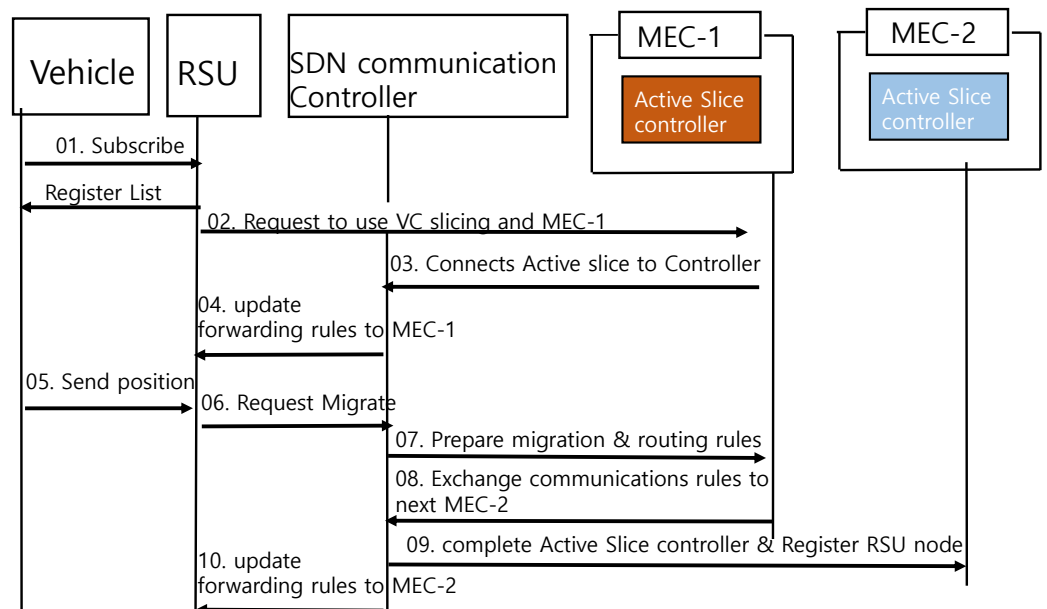 Vehicle
RSU
SDN communication
Controller
MEC-1
Active Slice
controller
MEC-2
Active Slice
controller
01. Subscribe
Register List
02. Request to use VC slicing and MEC-1
03. Connects Active slice to Controller
04. update
forwarding rules to MEC-1
05. Send position
06. Request Migrate
07. Prepare migration & routing rules
08. Exchange communications rules to
next MEC-2
09. complete Active Slice controller & Register RSU node
10. update
forwarding rules to MEC-2